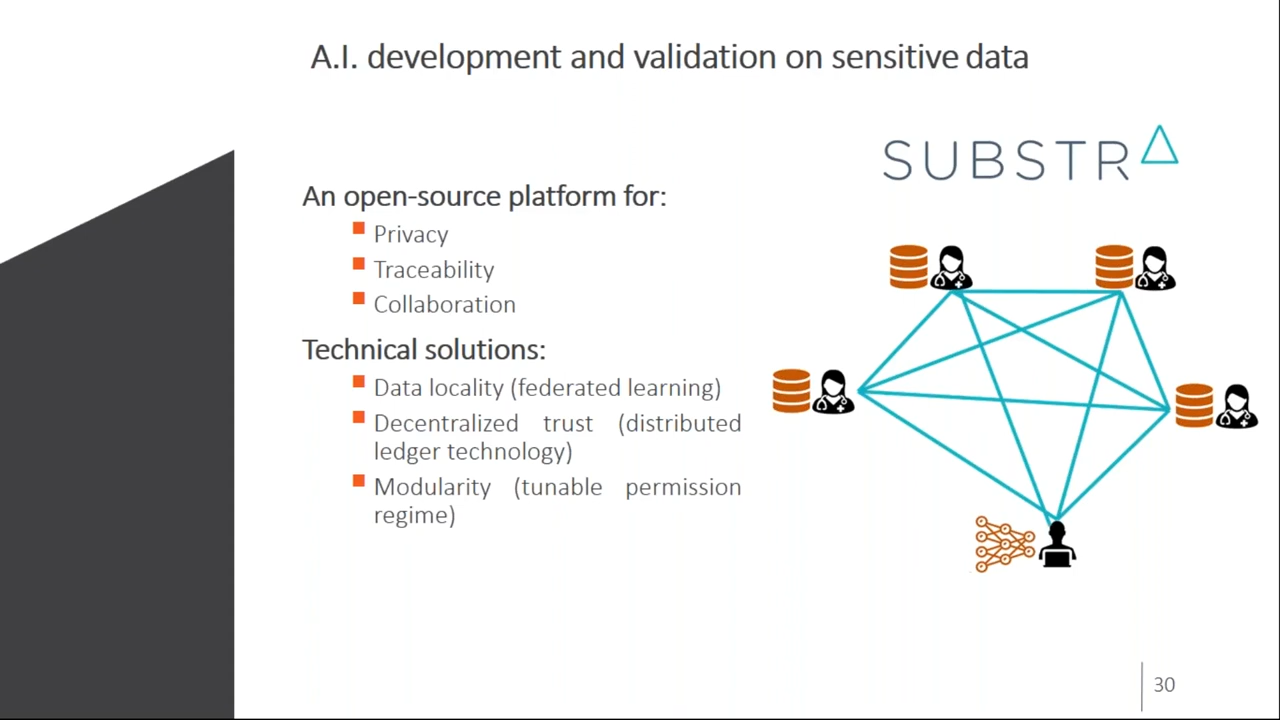 A.I. development and validation on sensitive data
SUBSTRA
An open-source platform for:
Privacy
Traceability
Collaboration
Technical solutions:
Data locality (federated learning)
Decentralized trust (distributed
ledger technology)
Modularity (tunable permission
regime)
30